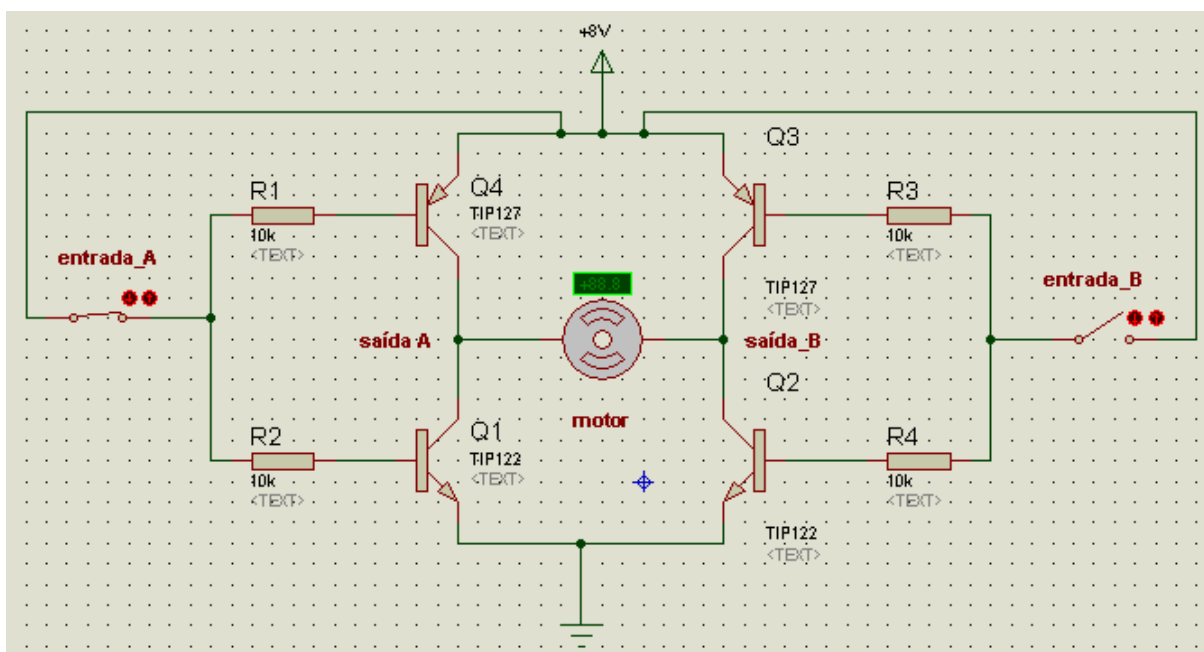 +8V
Q3
R1
Q4
R3
10k
TIP127
10k
<TEXT>
<TEXT>
<TEXT>
entrada_A
entrada_B
+88.8
TIP127
<TEXT>
saída A
saída_B
Q2
motor
R2
Q1
R4
10k
TIP122
10k
<TEXT>
<TEXT>
<TEXT>
TIP122
<TEXT>